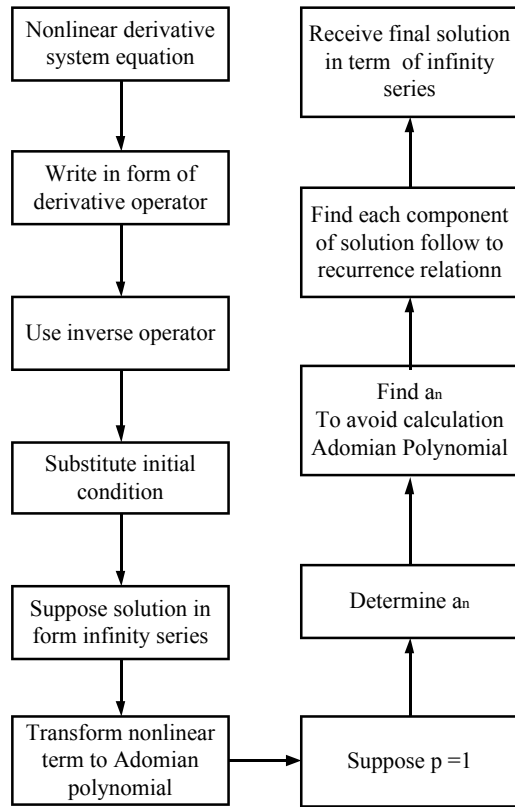 Nonlinear derivative
system equation
Write in form of
derivative operator
Use inverse operator
Substitute initial
condition
Suppose solution in
form infinity series
Transform nonlinear
term to Adomian
polynomial
Suppose p =1
Determine an
Find an
To avoid calculation
Adomian Polynomial
Find each component
of solution follow to
recurrence relationn
Receive final solution
in term of infinity
series